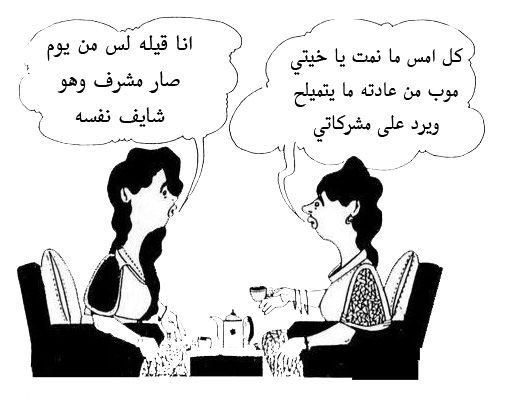 كل امس ما نمت يا خيتي
موب من عادته ما يتميلح
ويرد على مشركاتي
انا قيله لس من يوم
صار مشرف وهو
شايف نفسه